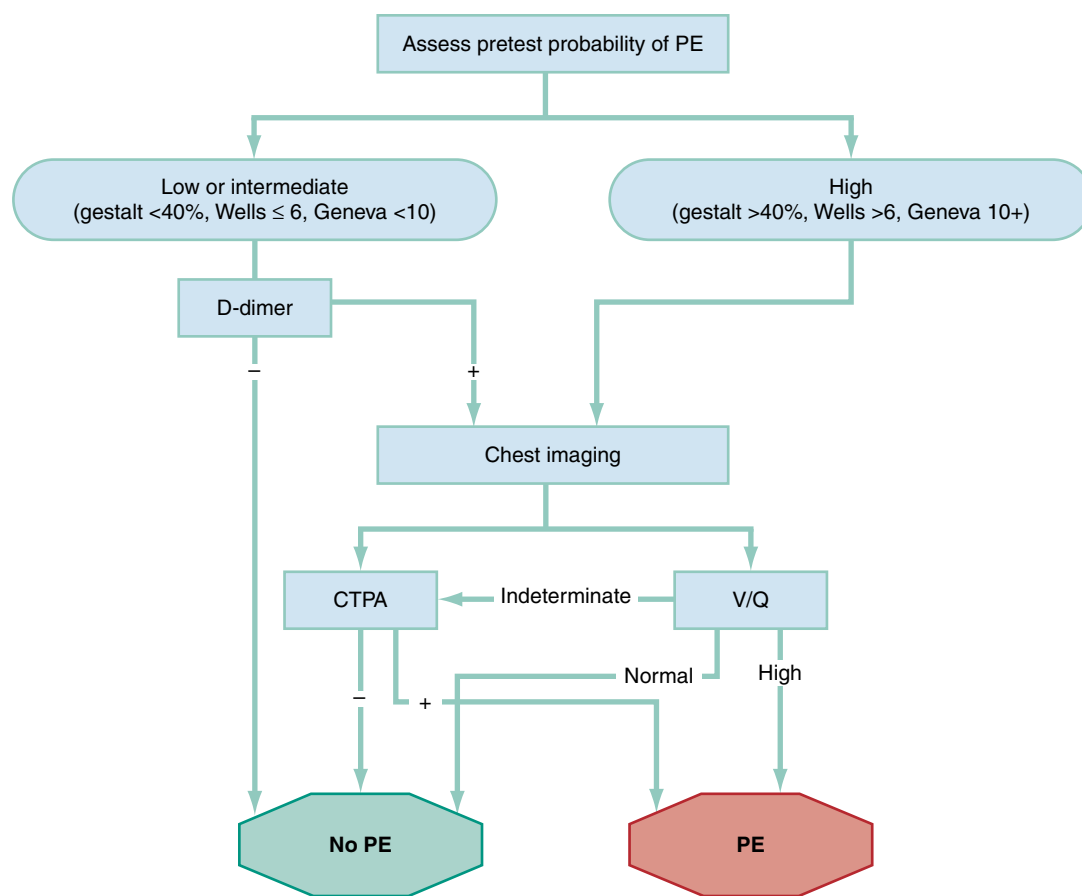 Assess pretest probability of PE
Low or intermediate
(gestalt <40%, Wells ≤ 6, Geneva <10)
High
(gestalt >40%, Wells >6, Geneva 10+)
D-dimer
–
+
Chest imaging
CTPA
Indeterminate
V/Q
Normal
High
–
+
No PE
PE